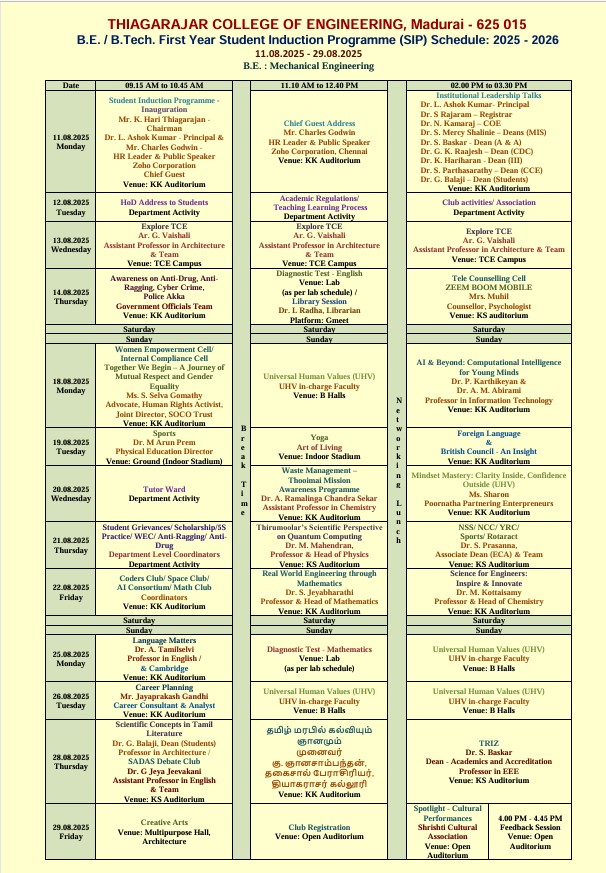 THIAGARAJAR COLLEGE OF ENGINEERING, Madurai - 625 015
B.E. / B.Tech. First Year Student Induction Programme (SIP) Schedule: 2025 - 2026
11.08.2025 - 29.08.2025
B.E. : Mechanical Engineering
Date
09.15 AM to 10.45 AM
11.10 AM to 12.40 PM
02.00 PM to 03.30 PM
Break Time
Networking Lunch
11.08.2025
Monday
Student Induction Programme -
Inauguration
Mr. K. Hari Thiagarajan -
Chairman
Dr. L. Ashok Kumar - Principal &
Mr. Charles Godwin -
HR Leader & Public Speaker
Zoho Corporation
Chief Guest
Venue: KK Auditorium
Chief Guest Address
Mr. Charles Godwin
HR Leader & Public Speaker
Zoho Corporation, Chennai
Venue: KK Auditorium
Institutional Leadership Talks
Dr. L. Ashok Kumar- Principal
Dr. S Rajaram – Registrar
Dr. N. Kamaraj – COE
Dr. S. Mercy Shalinie – Deans (MIS)
Dr. S. Baskar - Dean (A & A)
Dr. G. K. Raajesh – Dean (CDC)
Dr. K. Hariharan - Dean (III)
Dr. S. Parthasarathy – Dean (CCE)
Dr. G. Balaji – Dean (Students)
Venue: KK Auditorium
12.08.2025
Tuesday
HoD Address to Students
Department Activity
Academic Regulations/
Teaching Learning Process
Department Activity
Club activities/ Association
Department Activity
13.08.2025
Wednesday
Explore TCE
Ar. G. Vaishali
Assistant Professor in Architecture
& Team
Venue: TCE Campus
Explore TCE
Ar. G. Vaishali
Assistant Professor in Architecture
& Team
Venue: TCE Campus
Explore TCE
Ar. G. Vaishali
Assistant Professor in Architecture & Team
Venue: TCE Campus
14.08.2025
Thursday
Awareness on Anti-Drug, Anti-
Ragging, Cyber Crime,
Police Akka
Government Officials Team
Venue: KK Auditorium
Diagnostic Test - English
Venue: Lab
(as per lab schedule) /
Library Session
Dr. L Radha, Librarian
Platform: Gmeet
Tele Counselling Cell
ZEEM BOOM MOBILE
Mrs. Muhil
Counsellor, Psychologist
Venue: KS auditorium
Saturday
Saturday
Saturday
Sunday
Sunday
Sunday
18.08.2025
Monday
Women Empowerment Cell/
Internal Compliance Cell
Together We Begin – A Journey of
Mutual Respect and Gender
Equality
Ms. S. Selva Gomathy
Advocate, Human Rights Activist,
Joint Director, SOCO Trust
Venue: KK Auditorium
Universal Human Values (UHV)
UHV in-charge Faculty
Venue: B Halls
AI & Beyond: Computational Intelligence
for Young Minds
Dr. P. Karthikeyan &
Dr. A. M. Abirami
Professor in Information Technology
Venue: KK Auditorium
19.08.2025
Tuesday
Sports
Dr. M Arun Prem
Physical Education Director
Venue: Ground (Indoor Stadium)
Yoga
Art of Living
Venue: Indoor Stadium
Foreign Language
&
British Council - An Insight
Venue: KK Auditorium
20.08.2025
Wednesday
Tutor Ward
Department Activity
Waste Management –
Thooimai Mission
Awareness Programme
Dr. A. Ramalinga Chandra Sekar
Assistant Professor in Chemistry
Venue: KK Auditorium
Mindset Mastery: Clarity Inside, Confidence
Outside (UHV)
Ms. Sharon
Poornatha Partnering Enterpreneurs
Venue: KK Auditorium
21.08.2025
Thursday
Student Grievances/ Scholarship/5S
Practice/ WEC/ Anti-Ragging/ Anti-
Drug
Department Level Coordinators
Department Activity
Thirumoolar's Scientific Perspective
on Quantum Computing
Dr. M. Mahendran,
Professor & Head of Physics
Venue: KS Auditorium
NSS/ NCC/ YRC/
Sports/ Rotaract
Dr. S. Prasanna,
Associate Dean (ECA) & Team
Venue: KS Auditorium
22.08.2025
Friday
Coders Club/ Space Club/
AI Consortium/ Math Club
Coordinators
Venue: KK Auditorium
Real World Engineering through
Mathematics
Dr. S. Jeyabharathi
Professor & Head of Mathematics
Venue: KK Auditorium
Science for Engineers:
Inspire & Innovate
Dr. M. Kottaisamy
Professor & Head of Chemistry
Venue: KK Auditorium
Saturday
Saturday
Saturday
Sunday
Sunday
Sunday
25.08.2025
Monday
Language Matters
Dr. A. Tamilselvi
Professor in English /
& Cambridge
Venue: KK Auditorium
Diagnostic Test - Mathematics
Venue: Lab
(as per lab schedule)
Universal Human Values (UHV)
UHV in-charge Faculty
Venue: B Halls
26.08.2025
Tuesday
Career Planning
Mr. Jayaprakash Gandhi
Career Consultant & Analyst
Venue: KK Auditorium
Universal Human Values (UHV)
UHV in-charge Faculty
Venue: B Halls
Universal Human Values (UHV)
UHV in-charge Faculty
Venue: B Halls
28.08.2025
Thursday
Scientific Concepts in Tamil
Literature
Dr. G. Balaji, Dean (Students)
Professor in Architecture /
SADAS Debate Club
Dr. G Jeya Jeevakani
Assistant Professor in English
& Team
Venue: KS Auditorium
தமிழ் மரபில் கல்வியும்
ஞானமும்
முனைவர்
கு. ஞானசம்பந்தன்,
தகைசால் பேராசிரியர்,
தியாகராசர் கல்லூரி
Venue: KK Auditorium
TRIZ
Dr. S. Baskar
Dean - Academics and Accreditation
Professor in EEE
Venue: KS Auditorium
29.08.2025
Friday
Creative Arts
Venue: Multipurpose Hall,
Architecture
Club Registration
Venue: Open Auditorium
Spotlight - Cultural
Performances
Shrishti Cultural
Association
Venue: Open
Auditorium
4.00 PM - 4.45 PM
Feedback Session
Venue: Open
Auditorium